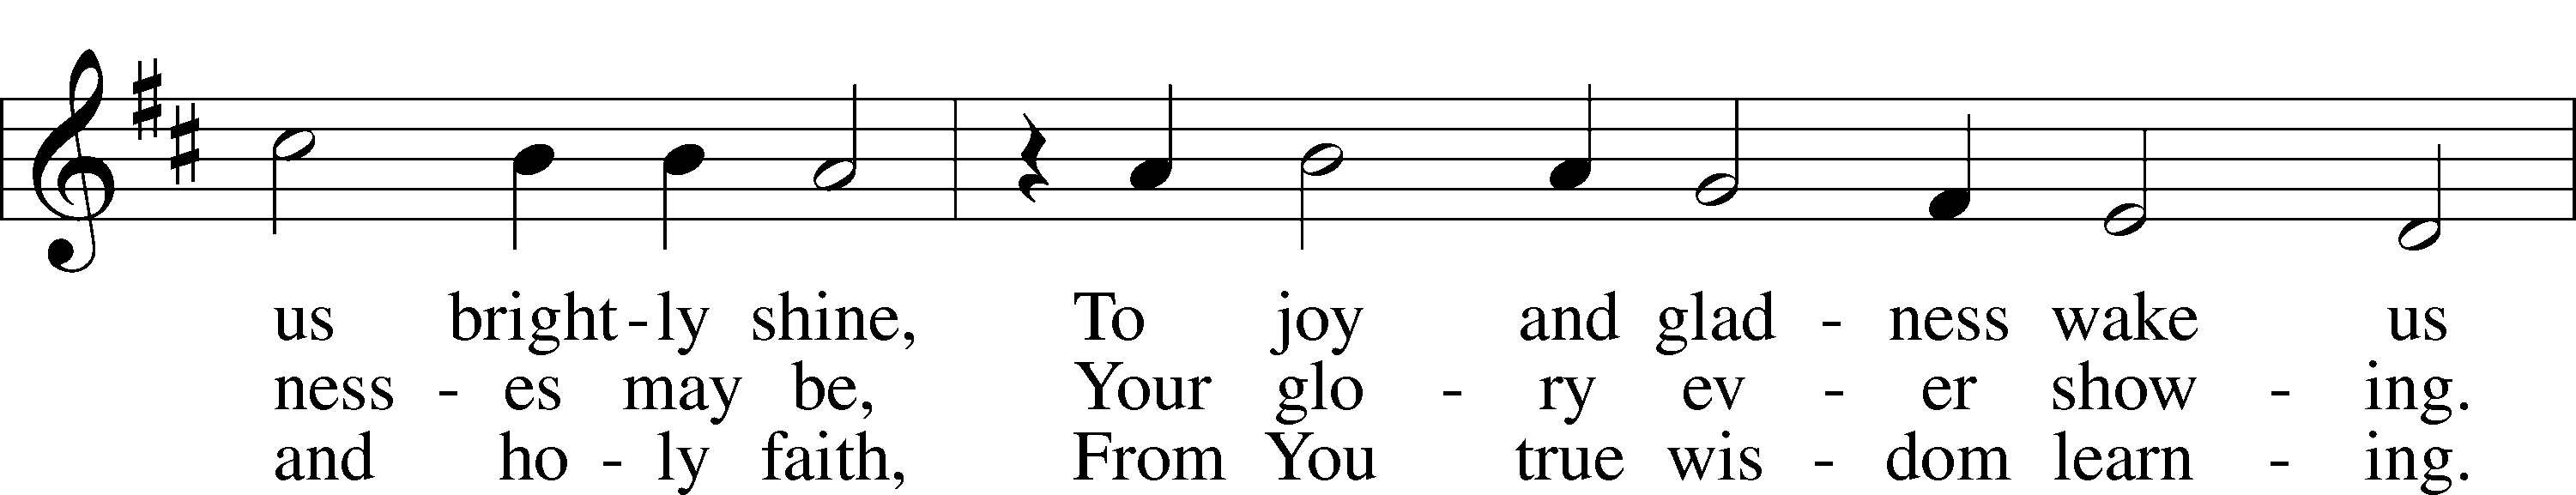 us bright - ly shine, To joy and glad - ness wake us
ness - es may be, Your glo - ry ev - er show - ing.
and ho - ly faith, From You true wis - dom learn - ing.